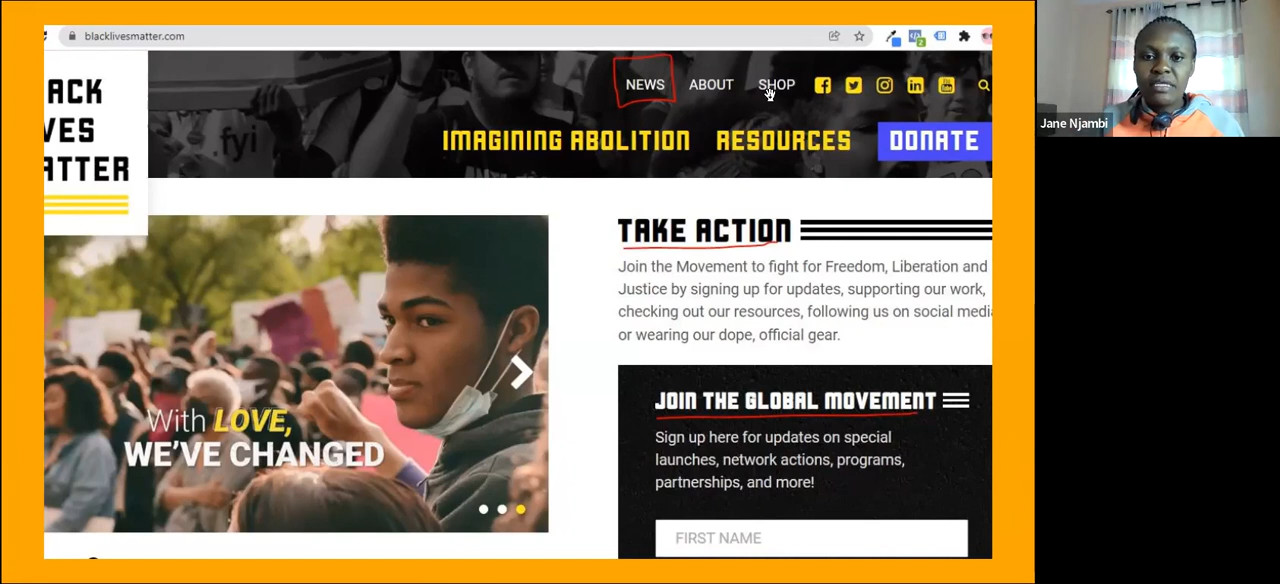 blacklivesmatter.com
ACK
VES
ATTER
NEWS ABOUT SHOP
IMAGINING ABOLITION RESOURCES DONATE
.fyi
Jane Njambi
With LOVE,
WE'VE CHANGED
TAKE ACTION
Join the Movement to fight for Freedom, Liberation and
Justice by signing up for updates, supporting our work,
checking out our resources, following us on social medi
or wearing our dope, official gear.
JOIN THE GLOBAL MOVEMENT
Sign up here for updates on special
launches, network actions, programs,
partnerships, and more!
FIRST NAME